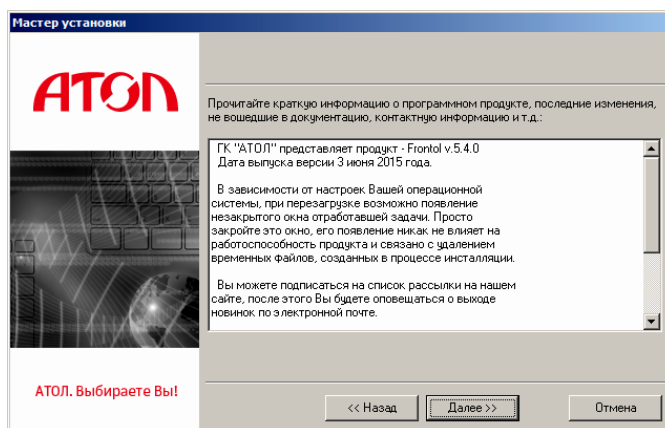 Мастер установки
АТОЛ
Прочитайте краткую информацию о программном продукте, последние изменения,
не вошедшие в документацию, контактную информацию и т.д.:
ГК "АТОЛ" представляет продукт - Frontol v.5.4.0
Дата выпуска версии 3 июня 2015 года.
В зависимости от настроек Вашей операционной
системы, при перезагрузке возможно появление
незакрытого окна отработавшей задачи. Просто
закройте это окно, его появление никак не влияет на
работоспособность продукта и связано с удалением
временных файлов, созданных в процессе инсталляции.
Вы можете подписаться на список рассылки на нашем
сайте, после этого Вы будете оповещаться о выходе
новинок по электронной почте.
АТОЛ. Выбираете Вы!
<< Назад
Далее >>
Отмена